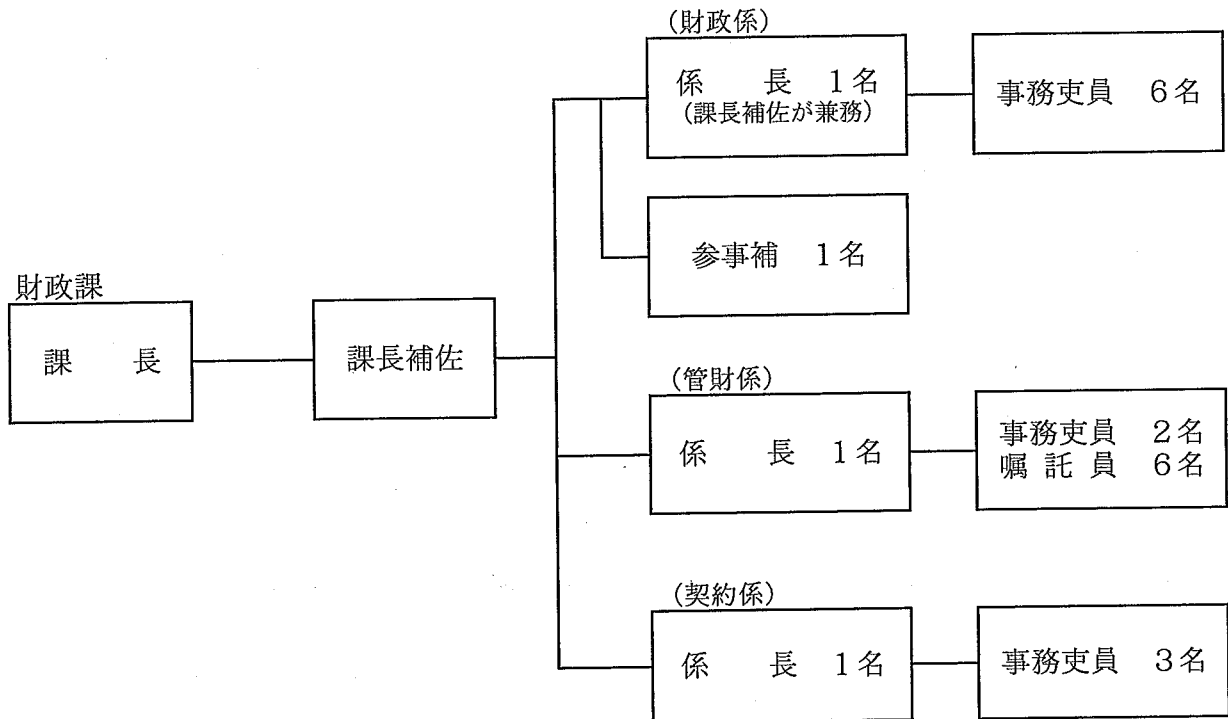 財政課
課　　長
課長補佐
(財政係)
係　　長　１名
(課長補佐が兼務)
事務吏員　６名
参事補　１名
(管財係)
係　　長　１名
事務吏員　２名
嘱 託 員　６名
(契約係)
係　　長　１名
事務吏員　３名